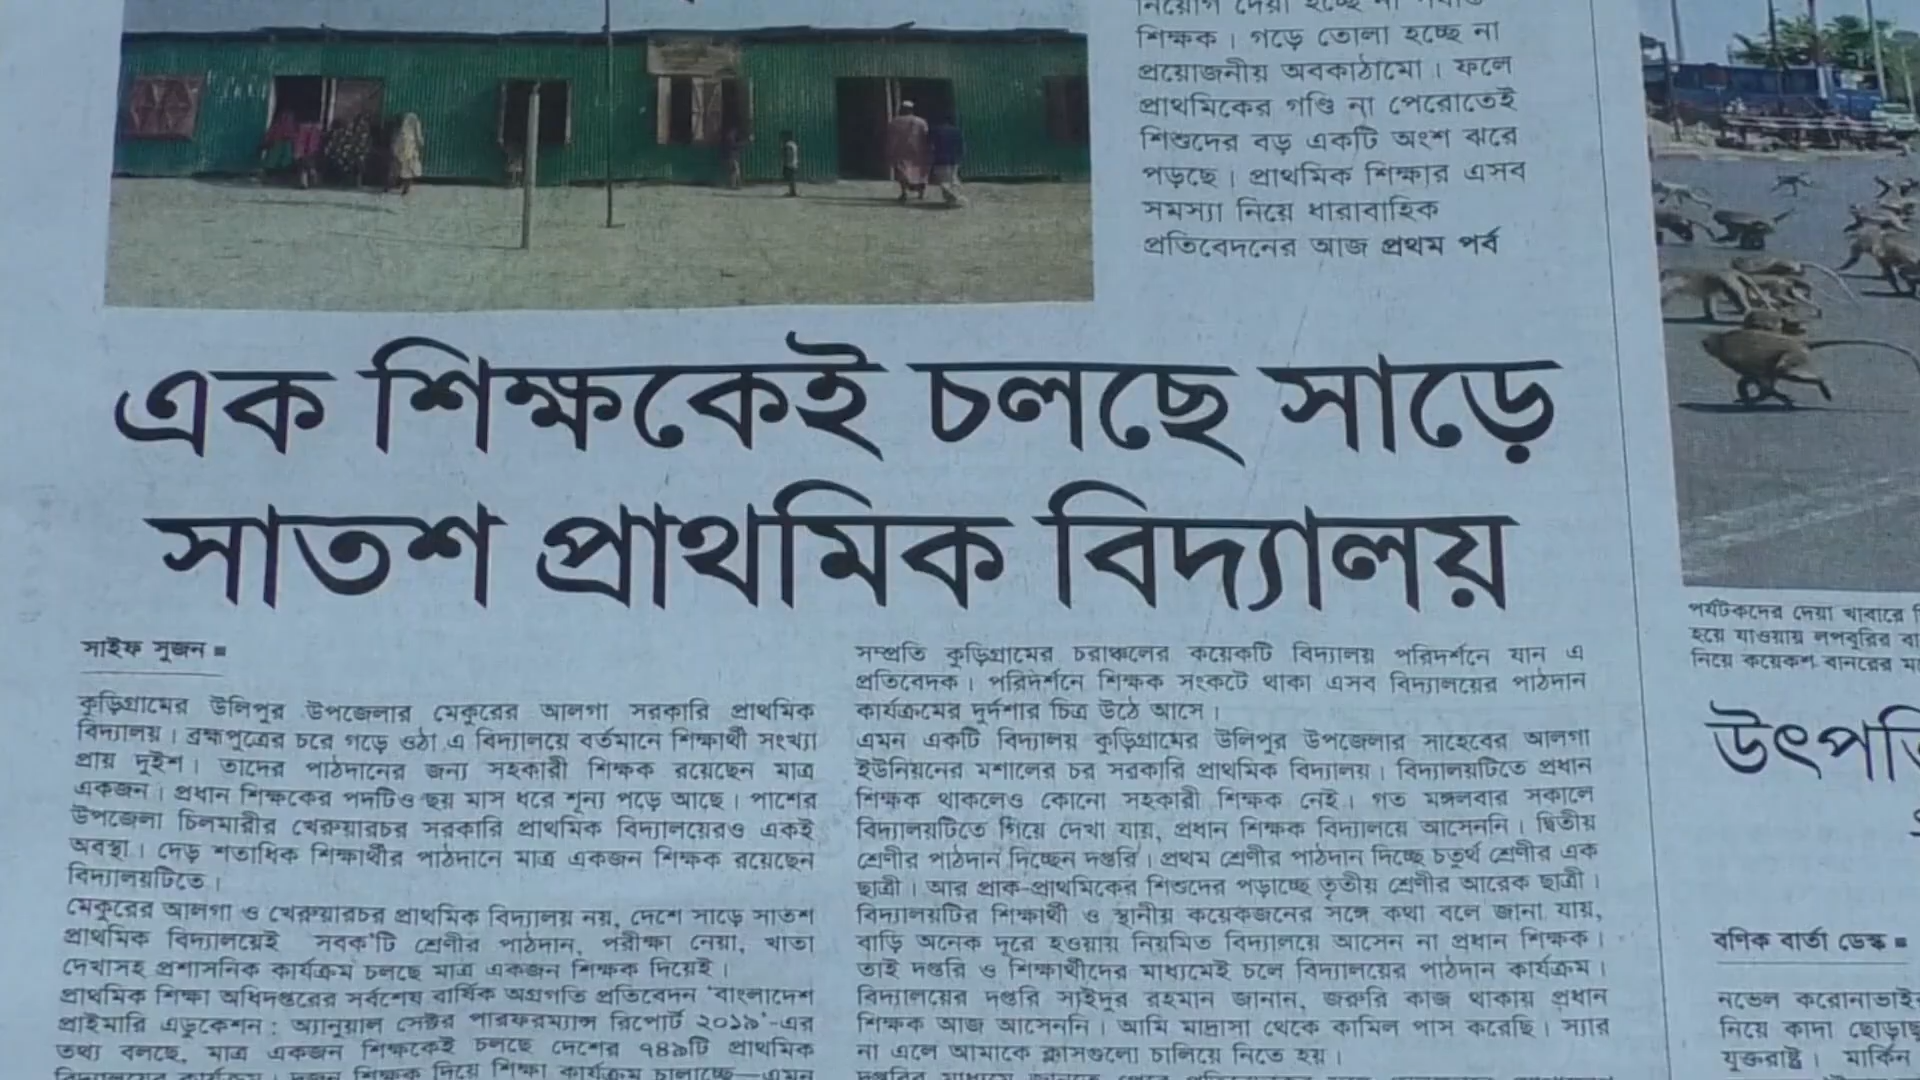 শিক্ষক। গড়ে তোলা হচ্ছে না
প্রয়োজনীয় অবকাঠামো। ফলে
প্রাথমিকের গণ্ডি না পেরোতেই
শিশুদের বড় একটি অংশ ঝরে
পড়ছে। প্রাথমিক শিক্ষার এসব
সমস্যা নিয়ে ধারাবাহিক
প্রতিবেদনের আজ প্রথম পর্ব
এক শিক্ষকেই চলছে সাড়ে
সাতশ প্রাথমিক বিদ্যালয়
সাইফ সুজন ■
কুড়িগ্রামের উলিপুর উপজেলার মেকুরের আলগা সরকারি প্রাথমিক
বিদ্যালয়। ব্রহ্মপুত্রের চরে গড়ে ওঠা এ বিদ্যালয়ে বর্তমানে শিক্ষার্থী সংখ্যা
প্রায় দুইশ। তাদের পাঠদানের জন্য সহকারী শিক্ষক রয়েছেন মাত্র
একজন। প্রধান শিক্ষকের পদটিও ছয় মাস ধরে শূন্য পড়ে আছে। পাশের
উপজেলা চিলমারীর খেরুয়ারচর সরকারি প্রাথমিক বিদ্যালয়েরও একই
অবস্থা। দেড় শতাধিক শিক্ষার্থীর পাঠদানে মাত্র একজন শিক্ষক রয়েছেন
বিদ্যালয়টিতে।
মেকুরের আলগা ও খেরুয়ারচর প্রাথমিক বিদ্যালয় নয়, দেশে সাড়ে সাতশ
প্রাথমিক বিদ্যালয়েই সবক'টি শ্রেণীর পাঠদান, পরীক্ষা নেয়া, খাতা
দেখাসহ প্রশাসনিক কার্যক্রম চলছে মাত্র একজন শিক্ষক দিয়েই।
প্রাথমিক শিক্ষা অধিদপ্তরের সর্বশেষ বার্ষিক অগ্রগতি প্রতিবেদন 'বাংলাদেশ
প্রাইমারি এডুকেশন : অ্যানুয়াল সেক্টর পারফরম্যান্স রিপোর্ট ২০১৯'-এর
তথ্য বলছে, মাত্র একজন শিক্ষকেই চলছে দেশের ৭৪৯টি প্রাথমিক
সম্প্রতি কুড়িগ্রামের চরাঞ্চলের কয়েকটি বিদ্যালয় পরিদর্শনে যান এ
প্রতিবেদক। পরিদর্শনে শিক্ষক সংকটে থাকা এসব বিদ্যালয়ের পাঠদান
কার্যক্রমের দুর্দশার চিত্র উঠে আসে।
এমন একটি বিদ্যালয় কুড়িগ্রামের উলিপুর উপজেলার সাহেবের আলগা
ইউনিয়নের মশালের চর সরকারি প্রাথমিক বিদ্যালয়। বিদ্যালয়টিতে প্রধান
শিক্ষক থাকলেও কোনো সহকারী শিক্ষক নেই। গত মঙ্গলবার সকালে
বিদ্যালয়টিতে গিয়ে দেখা যায়, প্রধান শিক্ষক বিদ্যালয়ে আসেননি। দ্বিতীয়
শ্রেণীর পাঠদান দিচ্ছেন দপ্তরি। প্রথম শ্রেণীর পাঠদান দিচ্ছে চতুর্থ শ্রেণীর এক
ছাত্রী। আর প্রাক-প্রাথমিকের শিশুদের পড়াচ্ছে তৃতীয় শ্রেণীর আরেক ছাত্রী।
বিদ্যালয়টির শিক্ষার্থী ও স্থানীয় কয়েকজনের সঙ্গে কথা বলে জানা যায়,
বাড়ি অনেক দূরে হওয়ায় নিয়মিত বিদ্যালয়ে আসেন না প্রধান শিক্ষক।
তাই দপ্তরি ও শিক্ষার্থীদের মাধ্যমেই চলে বিদ্যালয়ের পাঠদান কার্যক্রম।
বিদ্যালয়ের দপ্তরি সাইদুর রহমান জানান, জরুরি কাজ থাকায় প্রধান
শিক্ষক আজ আসেননি। আমি মাদ্রাসা থেকে কামিল পাস করেছি। স্যার
না এলে আমাকে ক্লাসগুলো চালিয়ে নিতে হয়।
পর্যটকদের দেয়া খাবারে
হয়ে যাওয়ায় লপবুরির
নিয়ে কয়েকশ বানরের
উৎপ
বণিক বার্তা ডেস্ক ■
নভেল
নিয়ে কাদা
যুক্তরাষ্ট্র। মার্কিন